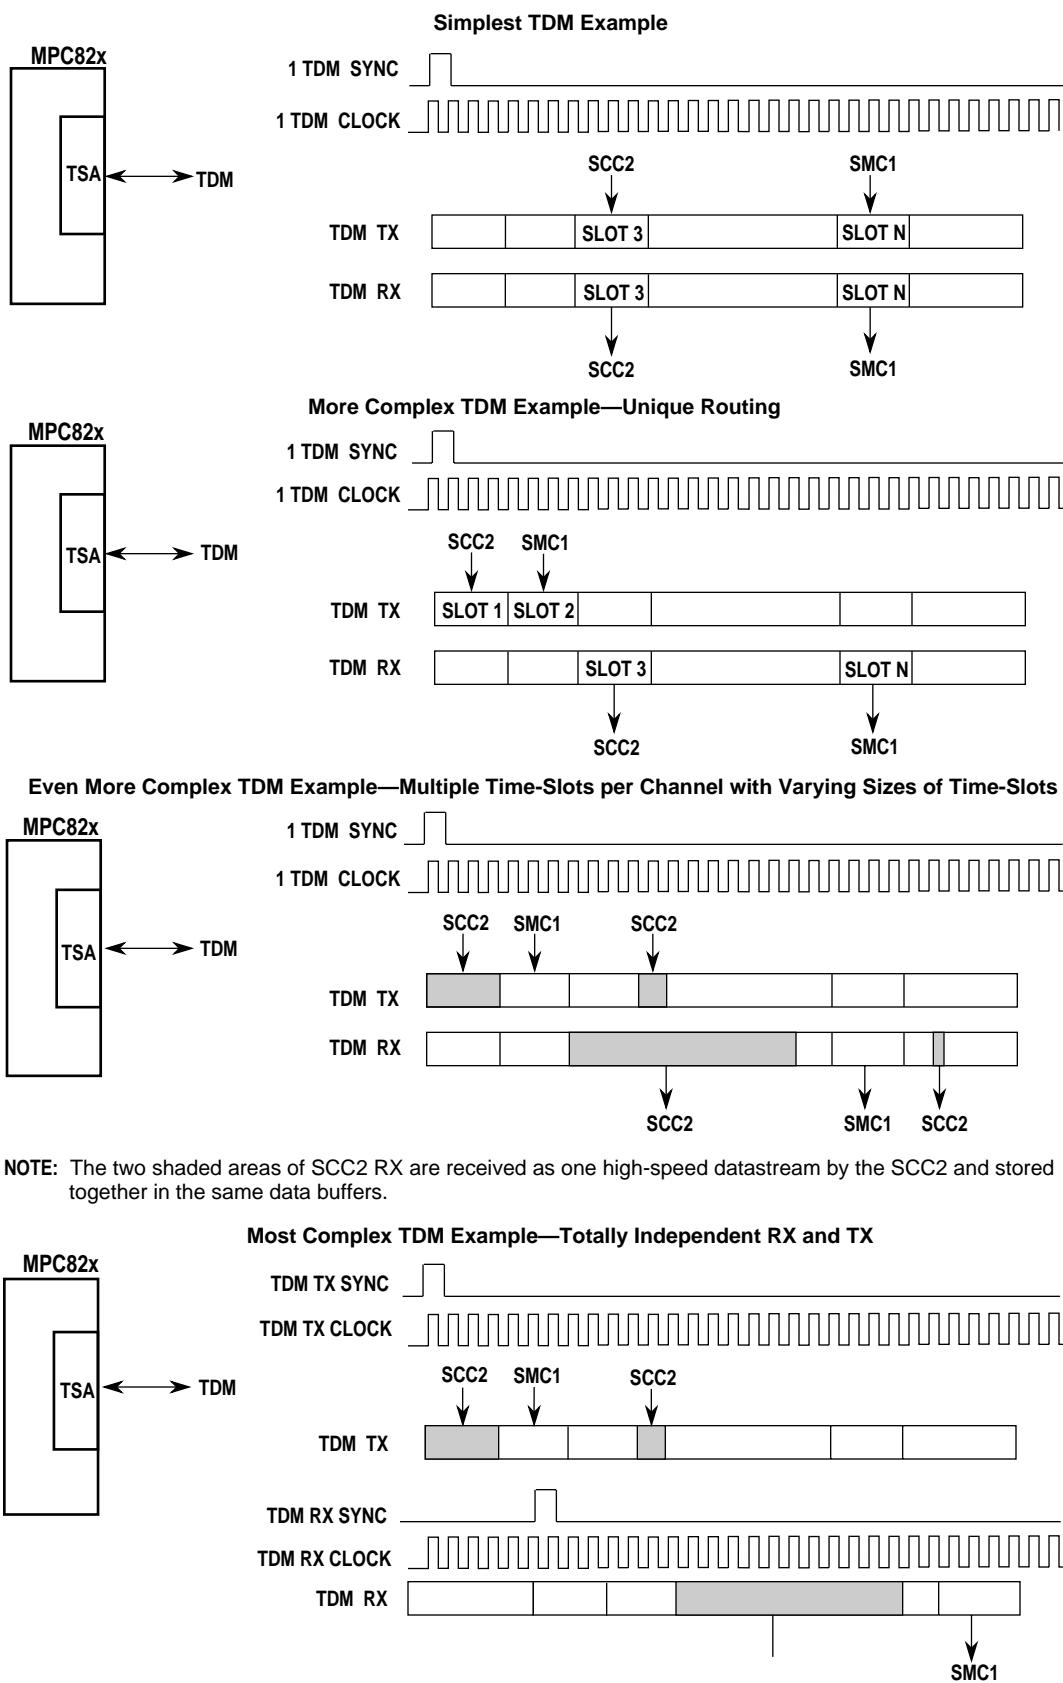 Simplest TDM Example
MPC82x
1 TDM SYNC
1 TDM CLOCK
TSA
TDM
SCC2 SMC1
TDM TX SLOT 3 SLOT N
TDM RX SLOT 3 SLOT N
SCC2 SMC1
More Complex TDM Example—Unique Routing
MPC82x
1 TDM SYNC
1 TDM CLOCK
TSA
TDM
SCC2 SMC1
TDM TX SLOT 1 SLOT 2
TDM RX SLOT 3 SLOT N
SCC2 SMC1
Even More Complex TDM Example—Multiple Time-Slots per Channel with Varying Sizes of Time-Slots
MPC82x
1 TDM SYNC
1 TDM CLOCK
TSA
TDM
SCC2 SMC1 SCC2
TDM TX
TDM RX
SCC2 SMC1 SCC2
NOTE: The two shaded areas of SCC2 RX are received as one high-speed datastream by the SCC2 and stored
together in the same data buffers.
Most Complex TDM Example—Totally Independent RX and TX
MPC82x
TDM TX SYNC
TDM TX CLOCK
TSA
TDM
SCC2 SMC1 SCC2
TDM TX
TDM RX SYNC
TDM RX CLOCK
TDM RX
SMC1